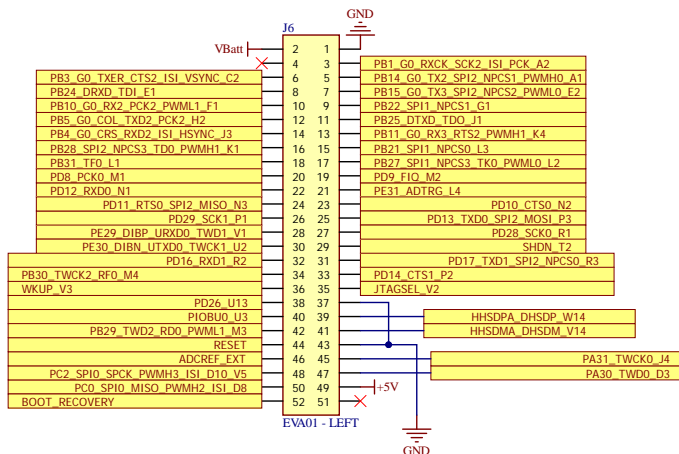 GND
J6
VBatt 2 1
4 3 PB1_G0_RXCK_SCK2_ISI_PCK_A2
PB3_G0_TXER_CTS2_ISI_VSYNC_C2 6 5 PB14_G0_TX2_SPI2_NPCS1_PWMH0_A1
PB24_DRXD_TDI_E1 8 7 PB15_G0_TX3_SPI2_NPCS2_PWML0_E2
PB10_G0_RX2_PCK2_PWML1_F1 10 9 PB22_SPI1_NPCS1_G1
PB5_G0_COL_TXD2_PCK2_H2 12 11 PB25_DTXD_TDO_J1
PB4_G0_CRS_RXD2_ISI_HSYNC_J3 14 13 PB11_G0_RX3_RTS2_PWMH1_K4
PB28_SPI2_NPCS3_TD0_PWMH1_K1 16 15 PB21_SPI1_NPCS0_L3
PB31_TF0_L1 18 17 PB27_SPI1_NPCS3_TK0_PWML0_L2
PD8_PCK0_M1 20 19 PD9_FIQ_M2
PD12_RXD0_N1 22 21 PE31_ADTRG_L4
PD11_RTS0_SPI2_MISO_N3 24 23 PD10_CTS0_N2
PD29_SCK1_P1 26 25 PD13_TXD0_SPI2_MOSI_P3
PE29_DIBP_URXD0_TWD1_V1 28 27 PD28_SCK0_R1
PE30_DIBN_UTXD0_TWCK1_U2 30 29 SHDN_T2
PD16_RXD1_R2 32 31 PD17_TXD1_SPI2_NPCS0_R3
PB30_TWCK2_RF0_M4 34 33 PD14_CTS1_P2
WKUP_V3 36 35 JTAGSEL_V2
PD26_U13 38 37
PIOBU0_U3 40 39 HHSDPA_DHSDP_W14
PB29_TWD2_RD0_PWML1_M3 42 41 HHSDMA_DHSDM_V14
RESET 44 43
ADCREF_EXT 46 45 PA31_TWCK0_J4
PC2_SPI0_SPCK_PWMH3_ISI_D10_V5 48 47 PA30_TWD0_D3
PC0_SPI0_MISO_PWMH2_ISI_D8 50 49 +5V
BOOT_RECOVERY 52 51
EVA01 - LEFT
GND